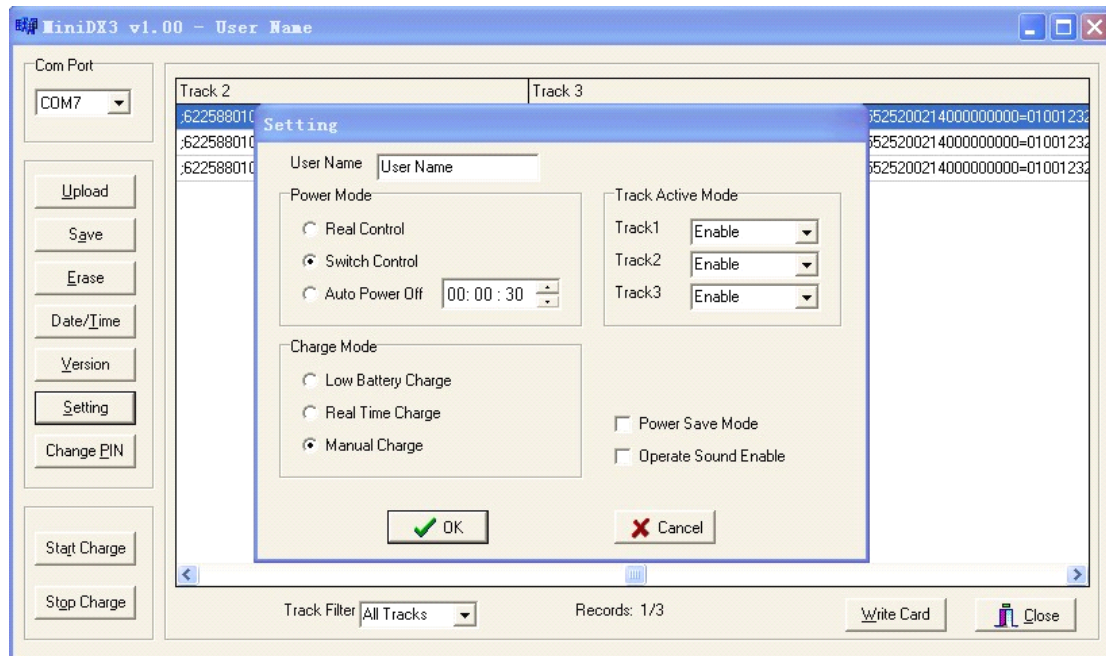 MiniDX3 v1.00 - User Name
Com Port
COM7
Upload
Save
Erase
Date/Time
Version
Setting
Change PIN
Start Charge
Stop Charge
Track 2 Track 3
;622588010 5525200214000000000=01001232
;622588010 5525200214000000000=01001232
;622588010 5525200214000000000=01001232
Setting
User Name User Name
Power Mode
Real Control
Switch Control
Auto Power Off 00: 00 : 30
Track Active Mode
Track1 Enable
Track2 Enable
Track3 Enable
Charge Mode
Low Battery Charge
Real Time Charge
Manual Charge
Power Save Mode
Operate Sound Enable
OK Cancel
Track Filter All Tracks Records: 1/3 Write Card Close